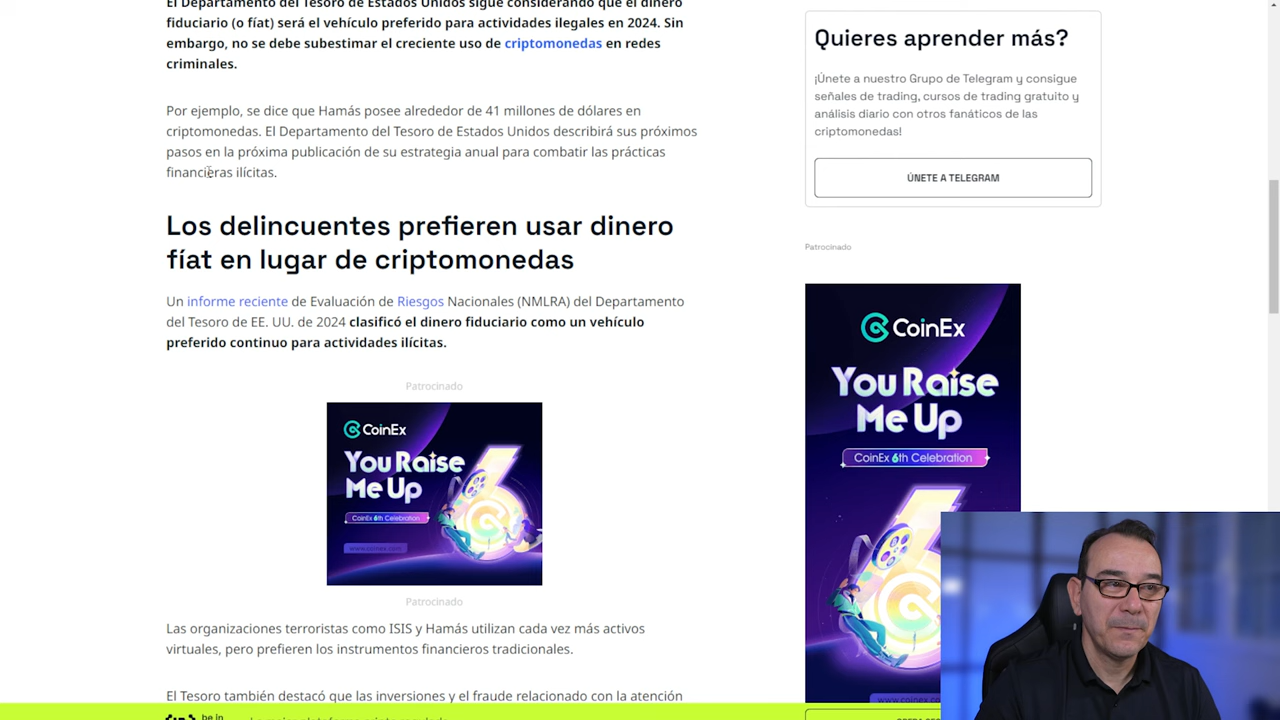 El Departamento del Tesoro de Estados Unidos sigue considerando que el dinero
fiduciario (o fíat) será el vehículo preferido para actividades ilegales en 2024. Sin
embargo, no se debe subestimar el creciente uso de criptomonedas en redes
criminales.
Por ejemplo, se dice que Hamás posee alrededor de 41 millones de dólares en
criptomonedas. El Departamento del Tesoro de Estados Unidos describirá sus próximos
pasos en la próxima publicación de su estrategia anual para combatir las prácticas
financieras ilícitas.
Los delincuentes prefieren usar dinero
fíat en lugar de criptomonedas
Un informe reciente de Evaluación de Riesgos Nacionales (NMLRA) del Departamento
del Tesoro de EE. UU. de 2024 clasificó el dinero fiduciario como un vehículo
preferido continuo para actividades ilícitas.
Patrocinado
CoinEx
You Raise
Me Up
CoinEx 6th Celebration
www.coinex.com
Patrocinado
Las organizaciones terroristas como ISIS y Hamás utilizan cada vez más activos
virtuales, pero prefieren los instrumentos financieros tradicionales.
El Tesoro también destacó que las inversiones y el fraude relacionado con la atención
be in
Quieres aprender más?
¡Únete a nuestro Grupo de Telegram y consigue
señales de trading, cursos de trading gratuito y
análisis diario con otros fanáticos de las
criptomonedas!
ÚNETE A TELEGRAM
Patrocinado
CoinEx
You Raise
Me Up
CoinEx 6th Celebration